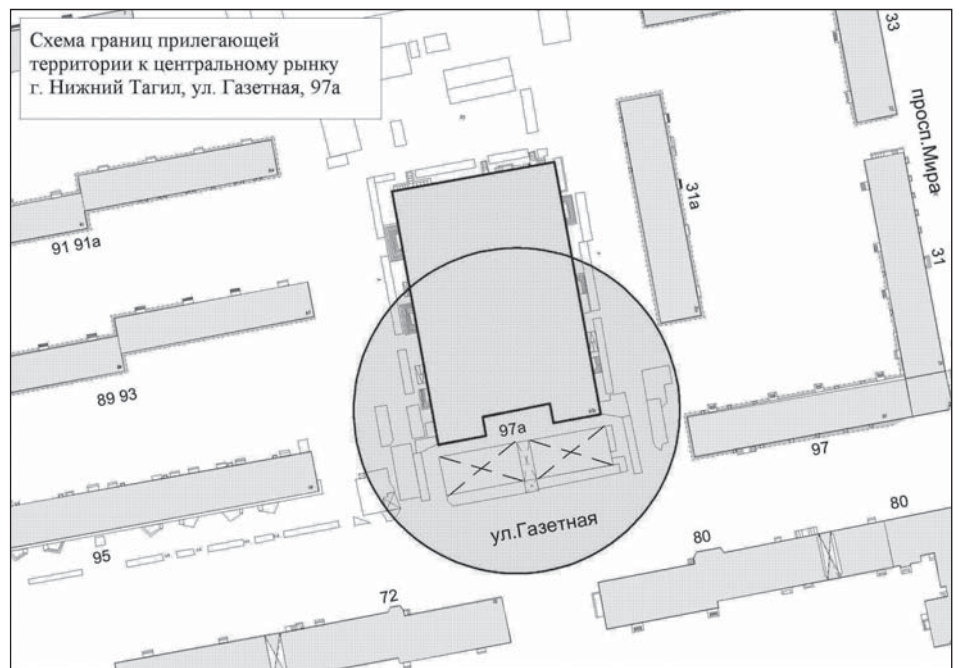 Схема границ прилегающей
территории к центральному рынку
г. Нижний Тагил, ул. Газетная, 97а
33
просп.Мира
31а
91 91а
31
89 93
97а
97
ул.Газетная
95
80
80
72